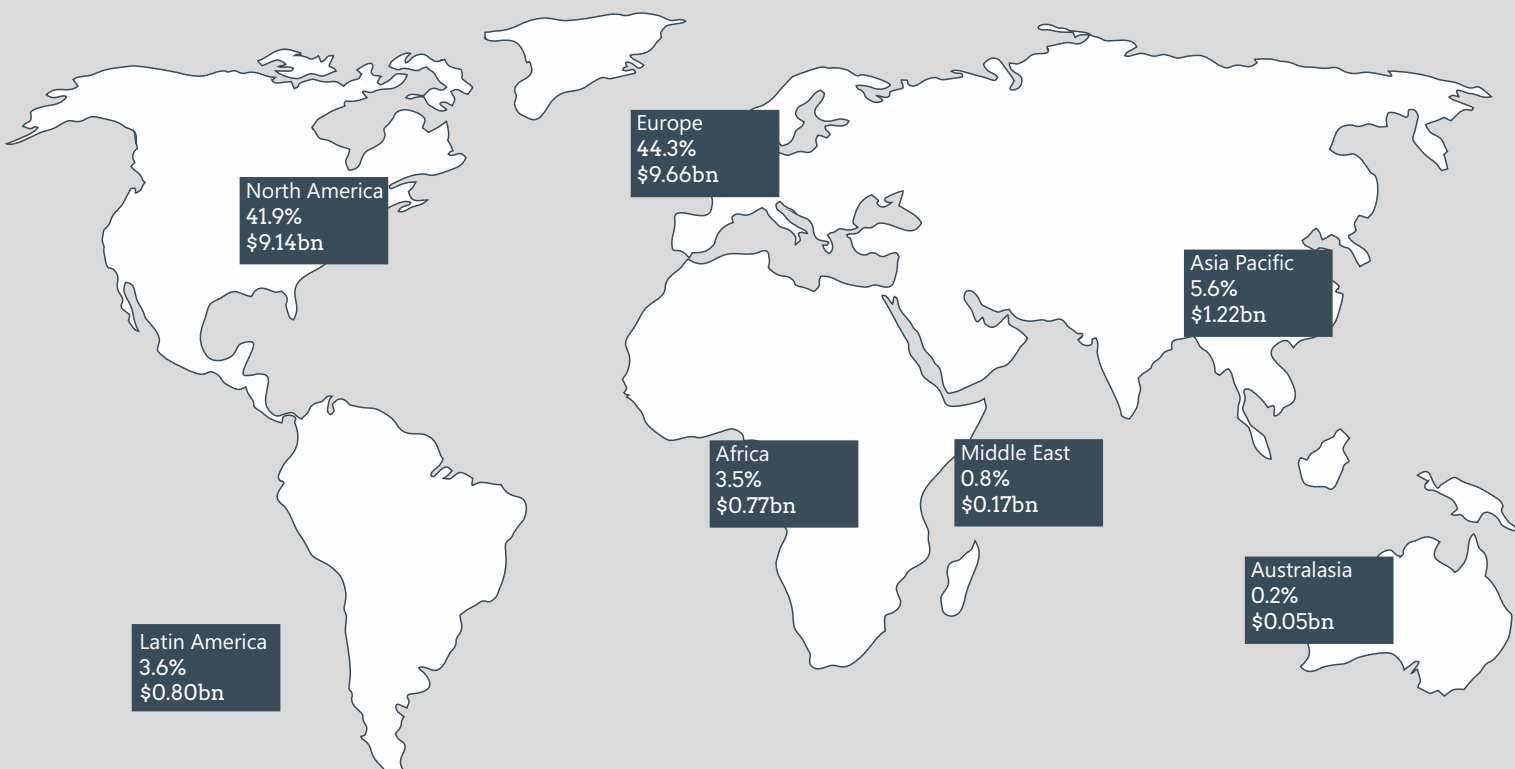 Europe
44.3%
$9.66bn
North America
41.9%
$9.14bn
Asia Pacific
5.6%
$1.22bn
Africa
3.5%
$0.77bn
Middle East
0.8%
$0.17bn
Australasia
0.2%
$0.05bn
Latin America
3.6%
$0.80bn